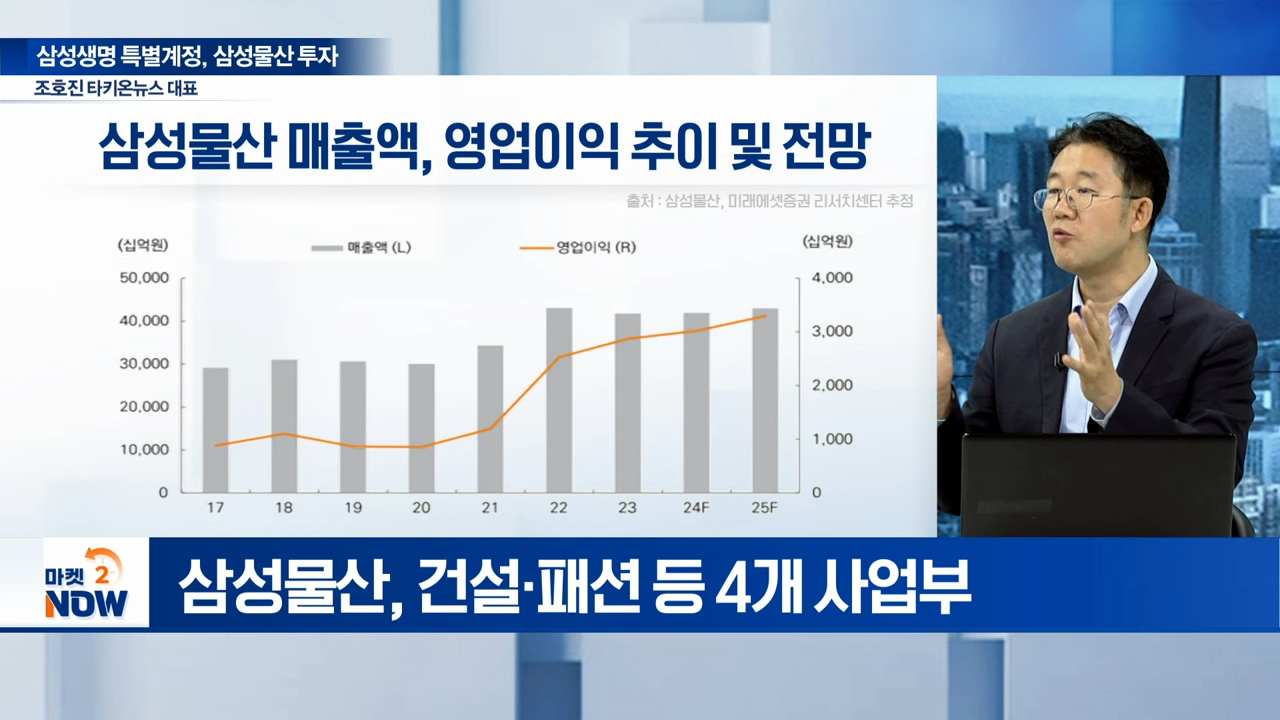 삼성생명 특별계정, 삼성물산 투자
조호진 타키온뉴스 대표
삼성물산 매출액, 영업이익 추이 및 전망
출처 : 삼성물산, 미래에셋증권 리서치센터 추정
(십억원)
매출액 (L)
영업이익 (R)
(십억원)
50,000
40,000
30,000
20,000
10,000
0
4,000
3,000
2,000
1,000
0
17 18 19 20 21 22 23 24F 25F
마켓 2
NOW
삼성물산, 건설·패션 등 4개 사업부